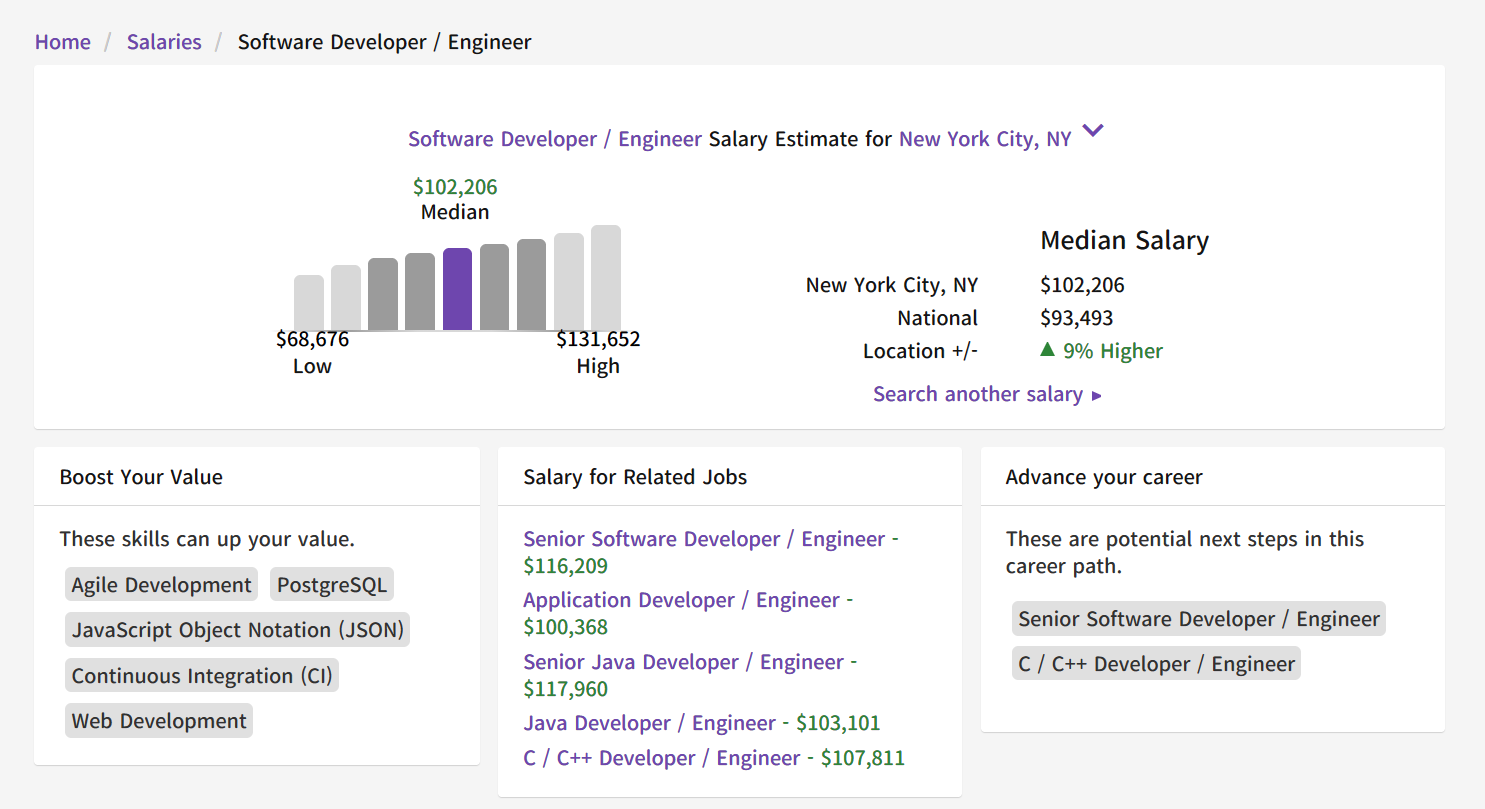 Home / Salaries / Software Developer / Engineer
Software Developer / Engineer Salary Estimate for New York City, NY
$102,206
Median
$68,676
Low
$131,652
High
Median Salary
New York City, NY $102,206
National $93,493
Location +/- ▲ 9% Higher
Search another salary ▸
Boost Your Value
These skills can up your value.
Agile Development PostgreSQL
JavaScript Object Notation (JSON)
Continuous Integration (CI)
Web Development
Salary for Related Jobs
Senior Software Developer / Engineer -
$116,209
Application Developer / Engineer -
$100,368
Senior Java Developer / Engineer -
$117,960
Java Developer / Engineer - $103,101
C / C++ Developer / Engineer - $107,811
Advance your career
These are potential next steps in this
career path.
Senior Software Developer / Engineer
C / C++ Developer / Engineer